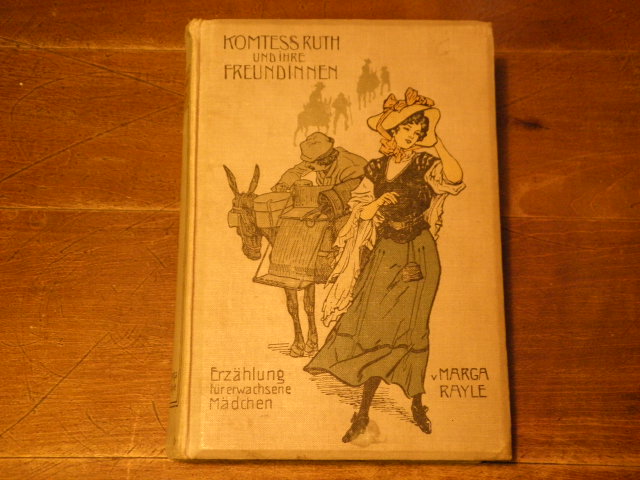 KOMTESS RUTH
UND IHRE
FREUNDINNEN
Erzählung
für erwachsene
Mädchen
v MARGA
RAYLE